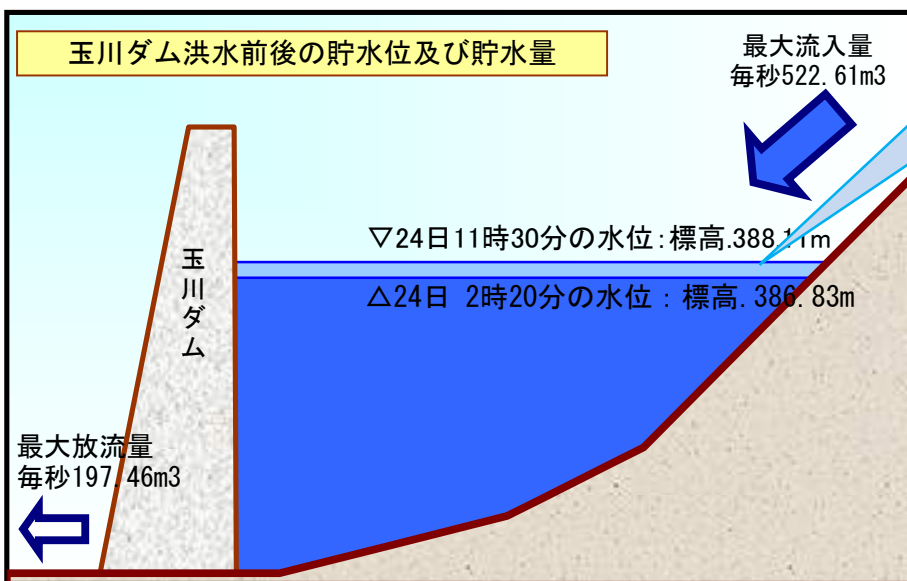 玉川ダム洪水前後の貯水位及び貯水量
最大流入量
毎秒522.61m3
▽24日11時30分の水位:標高.388.11m
△24日 2時20分の水位:標高.386.83m
玉川ダム
最大放流量
毎秒197.46m3